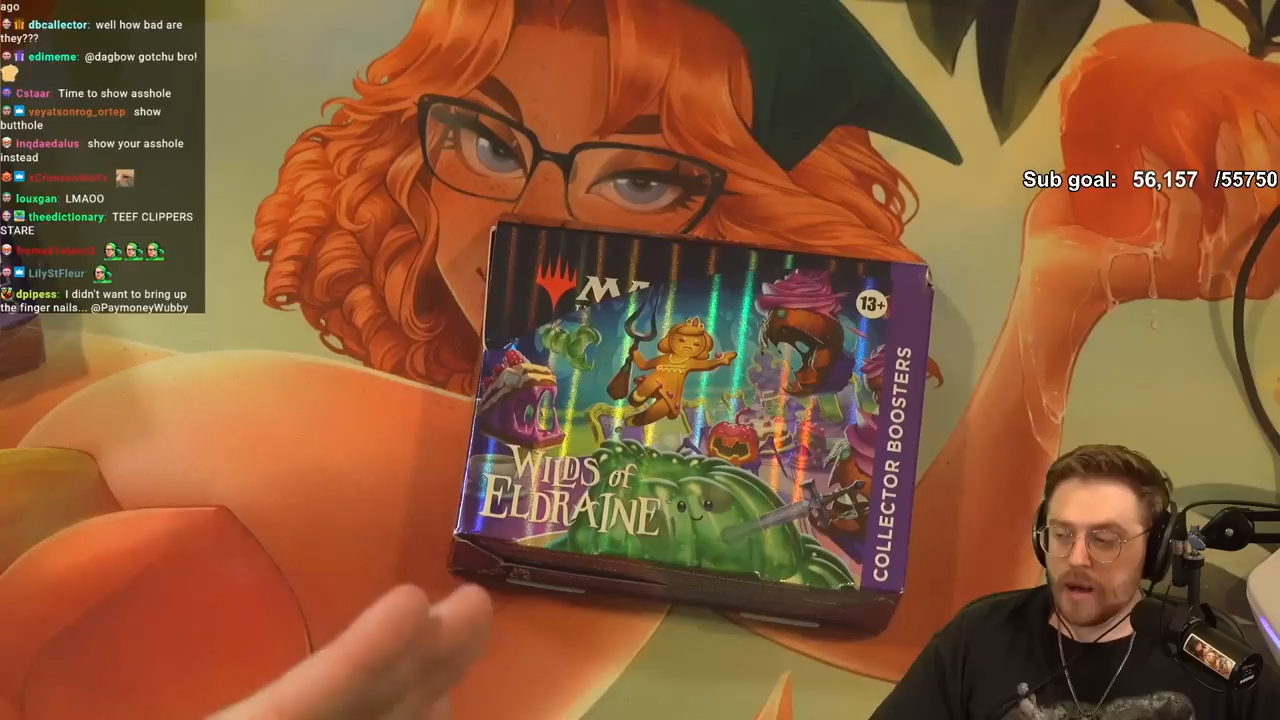 ago
dbcallector: well how bad are
they???
edimeme: @dagbow gotchu bro!
Cstaar: Time to show asshole
yeyatsonrog_ortep show
butthole
inqdaedalus show your asshole
instead
louxgan: LMAOO
theedictionary: TEEF CLIPPERS
STARE
LilyStFleur
dpipess: I didn't want to bring up
the finger nails... @PaymoneyWubby
Sub goal: 56,157 /55750
13+
WILDS of
ELDRAINE
COLLECTOR BOOSTERS